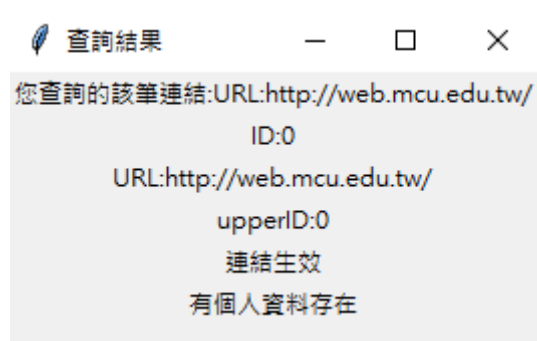 查詢結果
您查詢的該筆連結:URL:http://web.mcu.edu.tw/
ID:0
URL:http://web.mcu.edu.tw/
upperID:0
連結生效
有個人資料存在